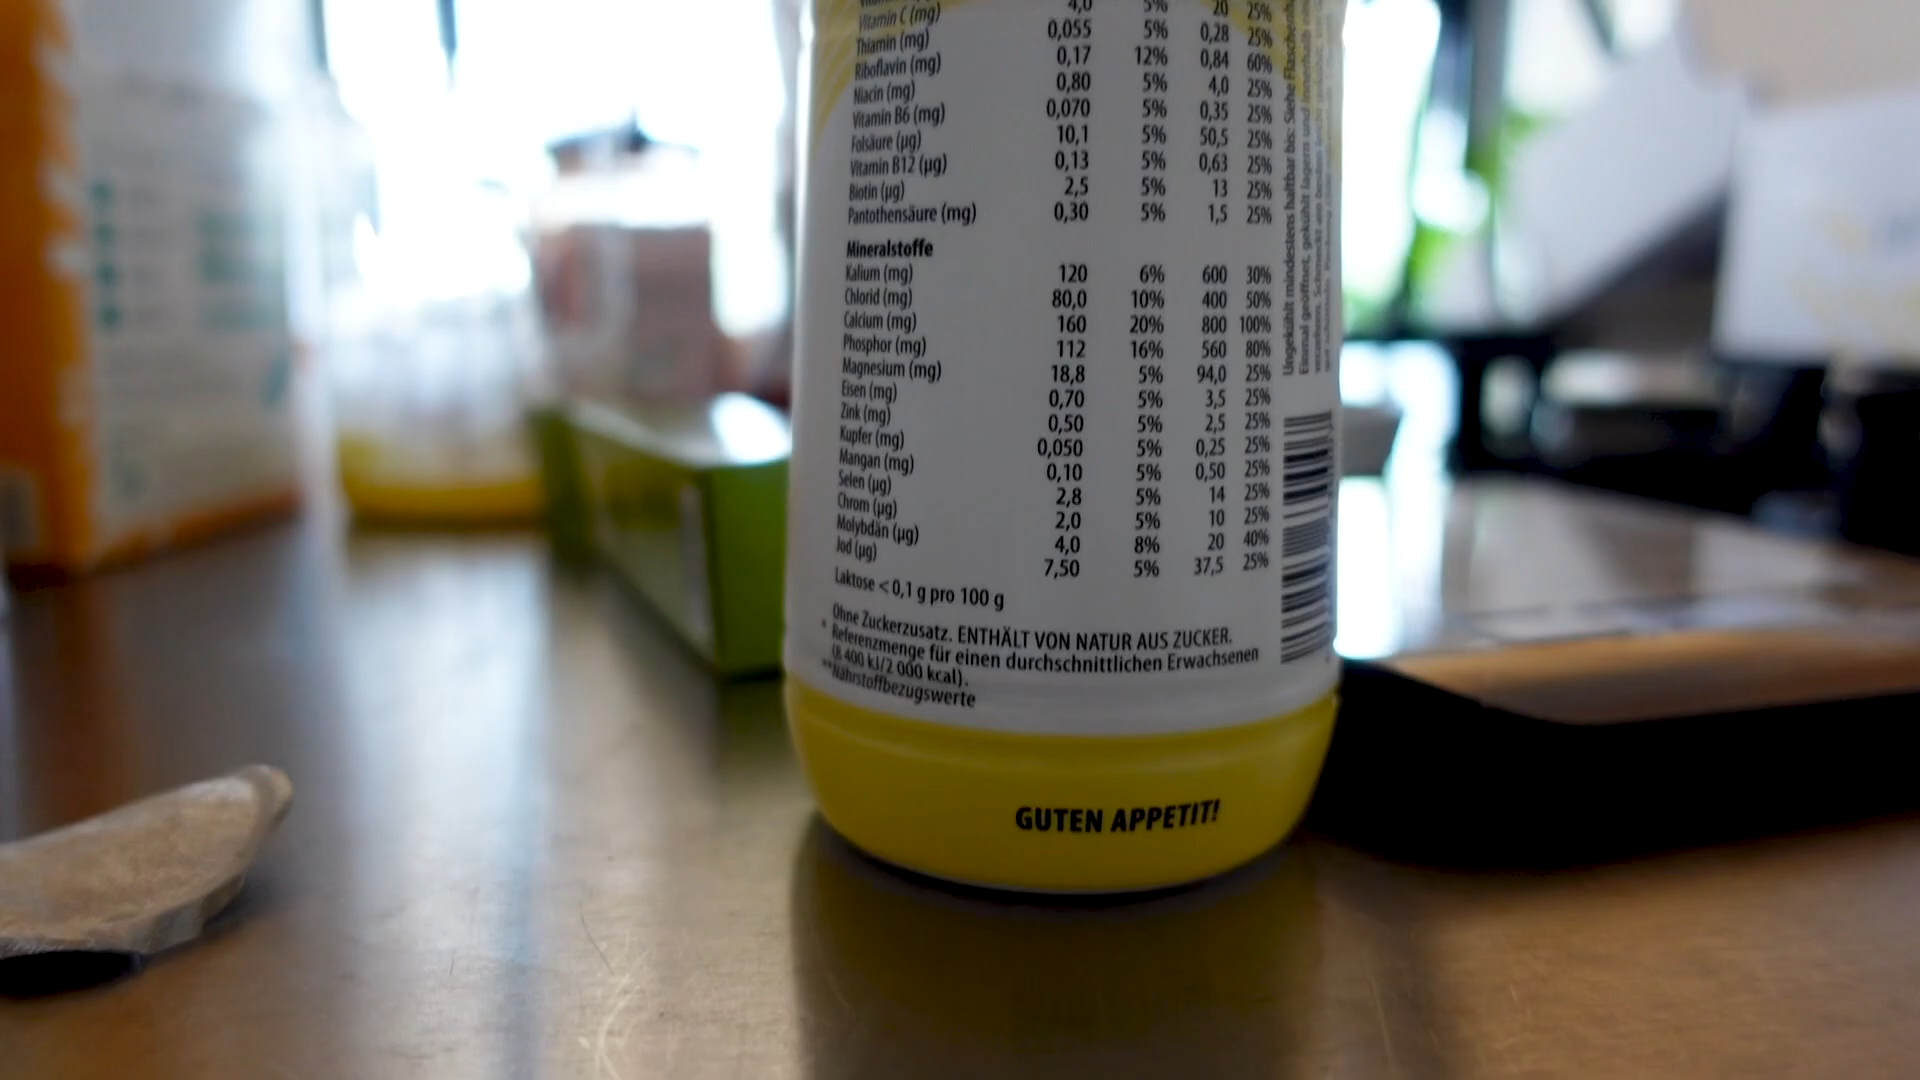 Vitamin C (mg) 4,0 5% 20 25%
Thiamin (mg) 0,055 5% 0,28 25%
Riboflavin (mg) 0,17 12% 0,84 60%
Niacin (mg) 0,80 5% 4,0 25%
Vitamin B6 (mg) 0,070 5% 0,35 25%
Folsäure (µg) 10,1 5% 50,5 25%
Vitamin B12 (µg) 0,13 5% 0,63 25%
Biotin (µg) 2,5 5% 13 25%
Pantothensäure (mg) 0,30 5% 1,5 25%
Mineralstoffe
Kalium (mg) 120 6% 600 30%
Chlorid (mg) 80,0 10% 400 50%
Calcium (mg) 160 20% 800 100%
Phosphor (mg) 112 16% 560 80%
Magnesium (mg) 18,8 5% 94,0 25%
Eisen (mg) 0,70 5% 3,5 25%
Zink (mg) 0,50 5% 2,5 25%
Kupfer (mg) 0,050 5% 0,25 25%
Mangan (mg) 0,10 5% 0,50 25%
Selen (µg) 2,8 5% 14 25%
Chrom (µg) 2,0 5% 10 25%
Molybdän (µg) 4,0 8% 20 40%
Jod (µg) 7,50 5% 37,5 25%
Laktose < 0,1 g pro 100 g
Ohne Zuckerzusatz. ENTHÄLT VON NATUR AUS ZUCKER.
* Referenzmenge für einen durchschnittlichen Erwachsenen
(8 400 kJ/2 000 kcal).
**Nährstoffbezugswerte
GUTEN APPETIT!
Ungekühlt mindestens haltbar bis: Siehe
Einmal geöffnet, gekühlt lagern und innerhalb